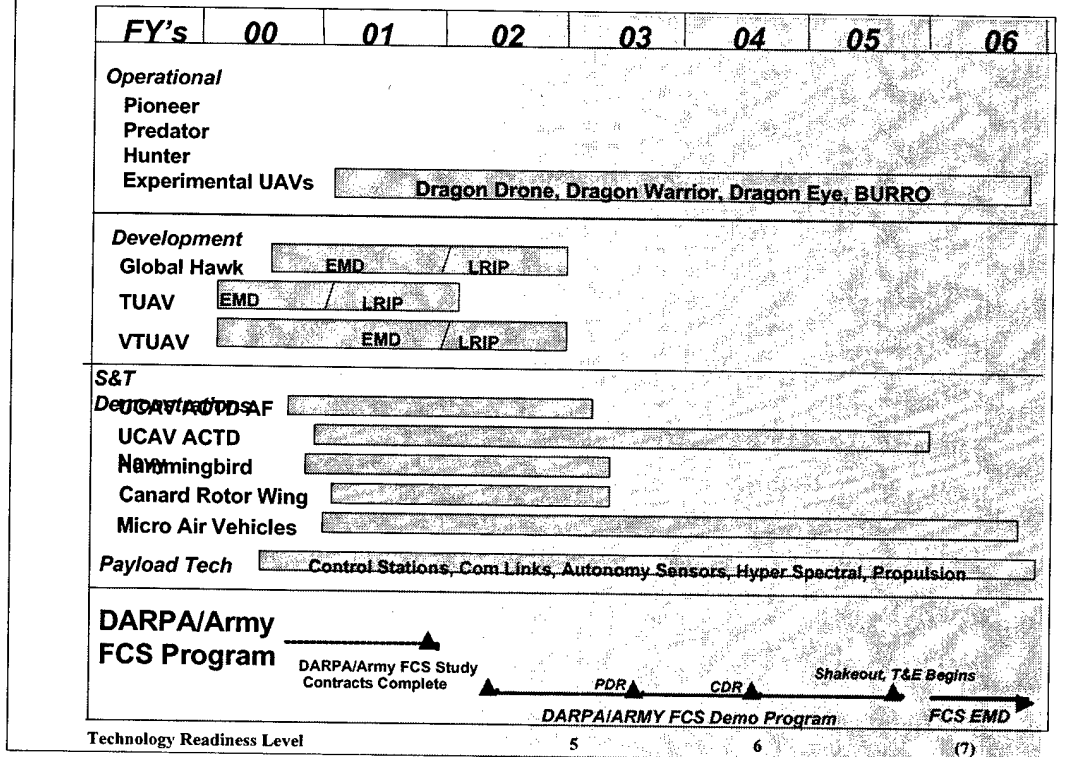 FY's 00 01 02 03 04 05 06
Operational
Pioneer
Predator
Hunter
Experimental UAVs
Dragon Drone, Dragon Warrior, Dragon Eye, BURRO
Development
Global Hawk EMD / LRIP
TUAV EMD / LRIP
VTUAV EMD / LRIP
S&T
Demonstrations
UCAV ACTD AF
UCAV ACTD
Navy
Hummingbird
Canard Rotor Wing
Micro Air Vehicles
Payload Tech Control Stations, Com Links, Autonomy Sensors, Hyper Spectral, Propulsion
DARPA/Army
FCS Program
DARPA/Army FCS Study
Contracts Complete
PDR
CDR
Shakeout, T&E Begins
DARPA/ARMY FCS Demo Program
FCS EMD
Technology Readiness Level 5 6 (7)